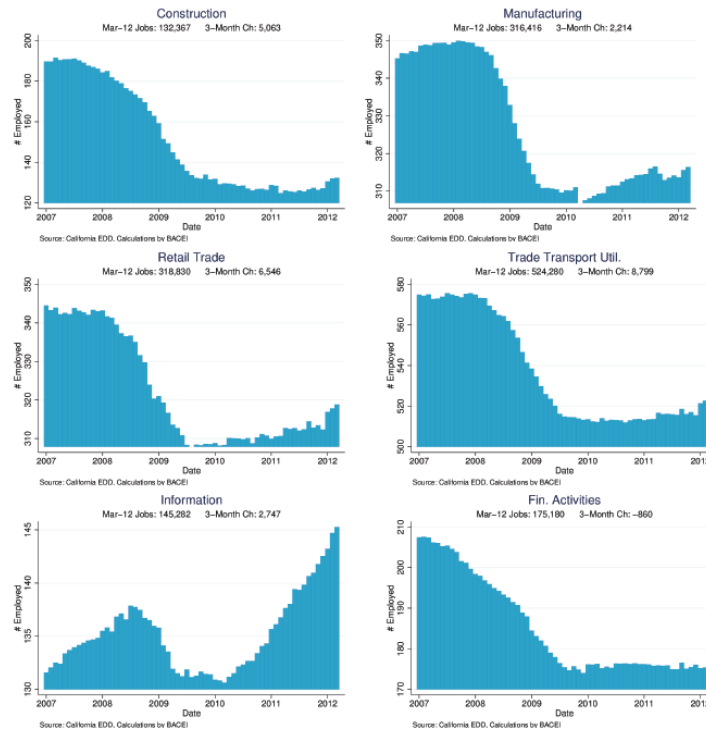 Construction
Mar-12 Jobs: 132,367 3-Month Ch: 5,063
# Employed
200
180
160
140
120
2007 2008 2009 2010 2011 2012
Date
Source: California EDD. Calculations by BACEI
Manufacturing
Mar-12 Jobs: 316,416 3-Month Ch: 2,214
# Employed
350
340
330
320
310
2007 2008 2009 2010 2011 2012
Date
Source: California EDD. Calculations by BACEI
Retail Trade
Mar-12 Jobs: 318,830 3-Month Ch: 6,546
# Employed
350
340
330
320
310
2007 2008 2009 2010 2011 2012
Date
Source: California EDD. Calculations by BACEI
Trade Transport Util.
Mar-12 Jobs: 524,280 3-Month Ch: 8,799
# Employed
580
560
540
520
500
2007 2008 2009 2010 2011 2012
Date
Source: California EDD. Calculations by BACEI
Information
Mar-12 Jobs: 145,282 3-Month Ch: 2,747
# Employed
145
140
135
130
2007 2008 2009 2010 2011 2012
Date
Source: California EDD. Calculations by BACEI
Fin. Activities
Mar-12 Jobs: 175,180 3-Month Ch: -860
# Employed
210
200
190
180
170
2007 2008 2009 2010 2011 2012
Date
Source: California EDD. Calculations by BACEI